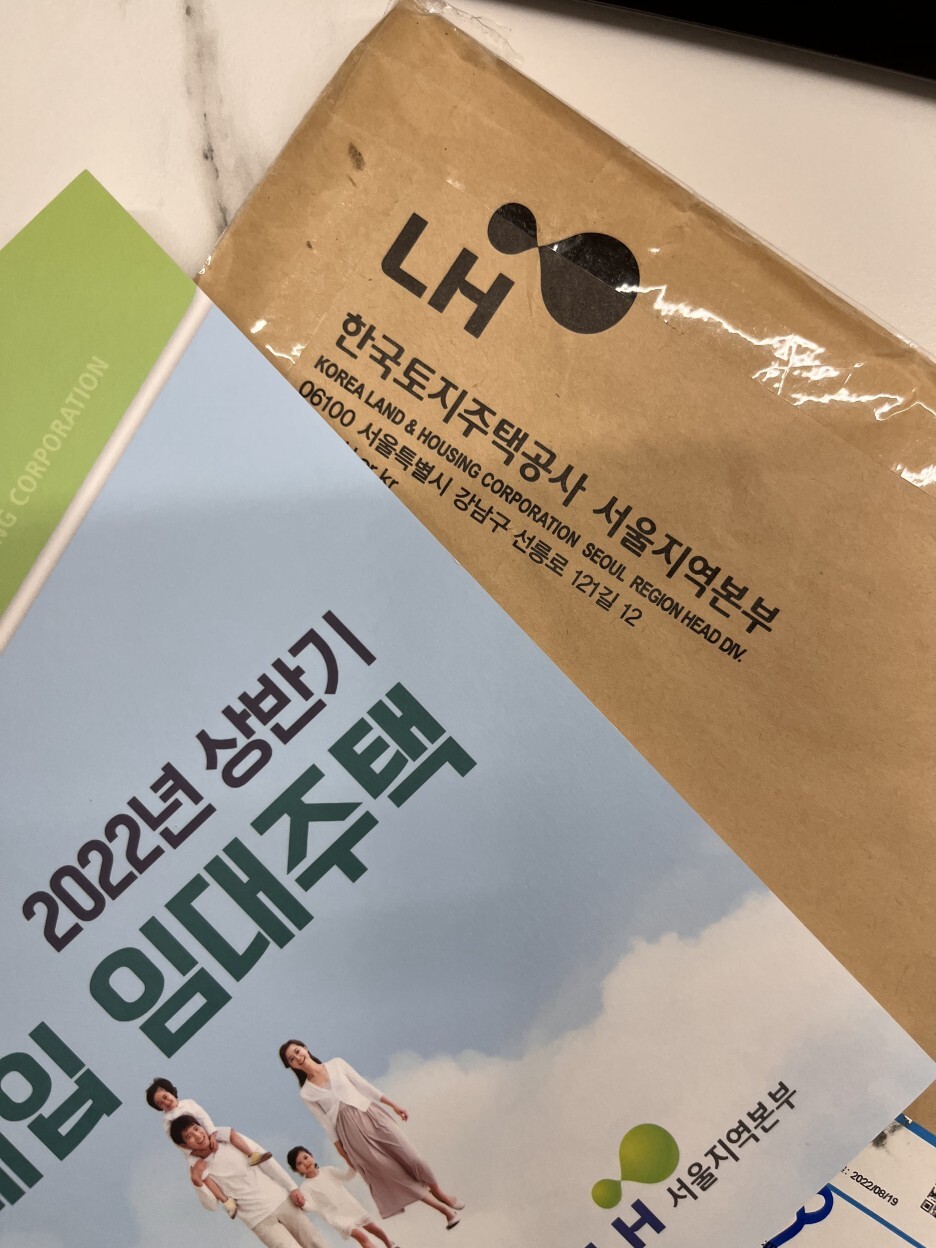 LH
한국토지주택공사 서울지역본부
KOREA LAND & HOUSING CORPORATION SEOUL REGION HEAD DIV.
06100 서울특별시 강남구 선릉로 121길 12
CORPORATION
2022년 상반기
임대주택
LH 서울지역본부
2022/08/19